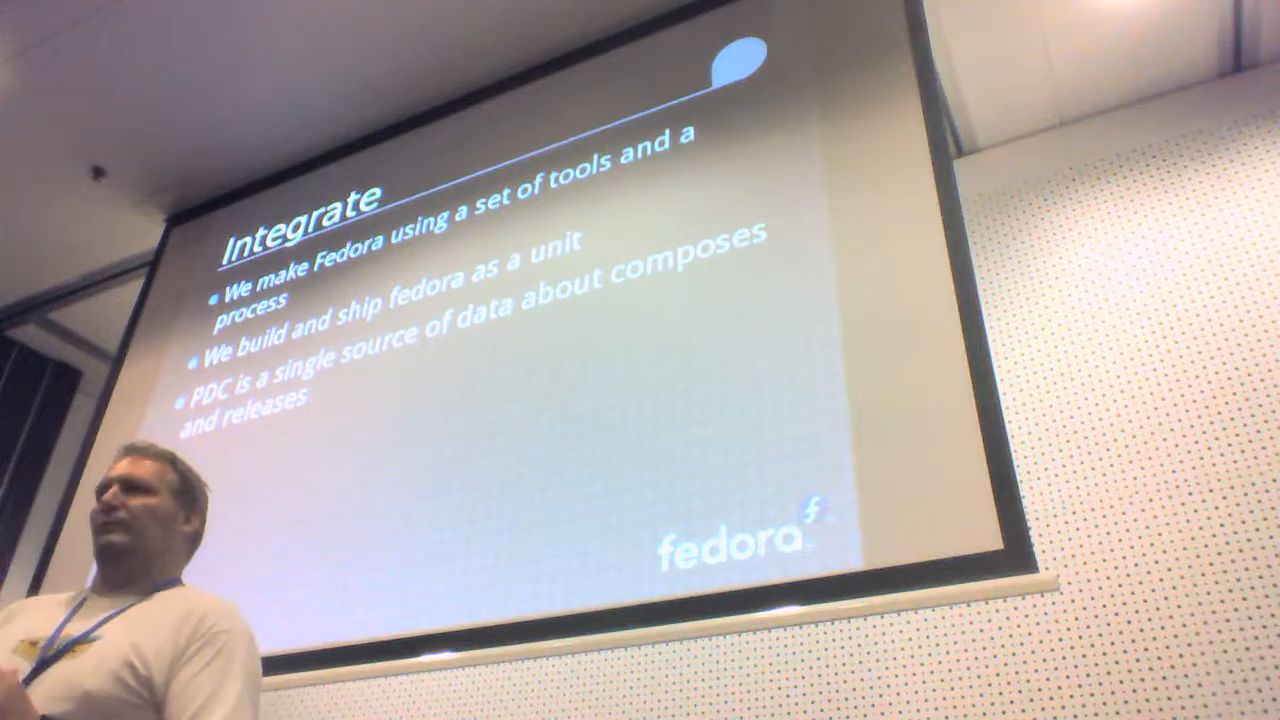 Integrate
We make Fedora using a set of tools and a
process
We build and ship fedora as a unit
PDC is a single source of data about composes
and releases
fedora